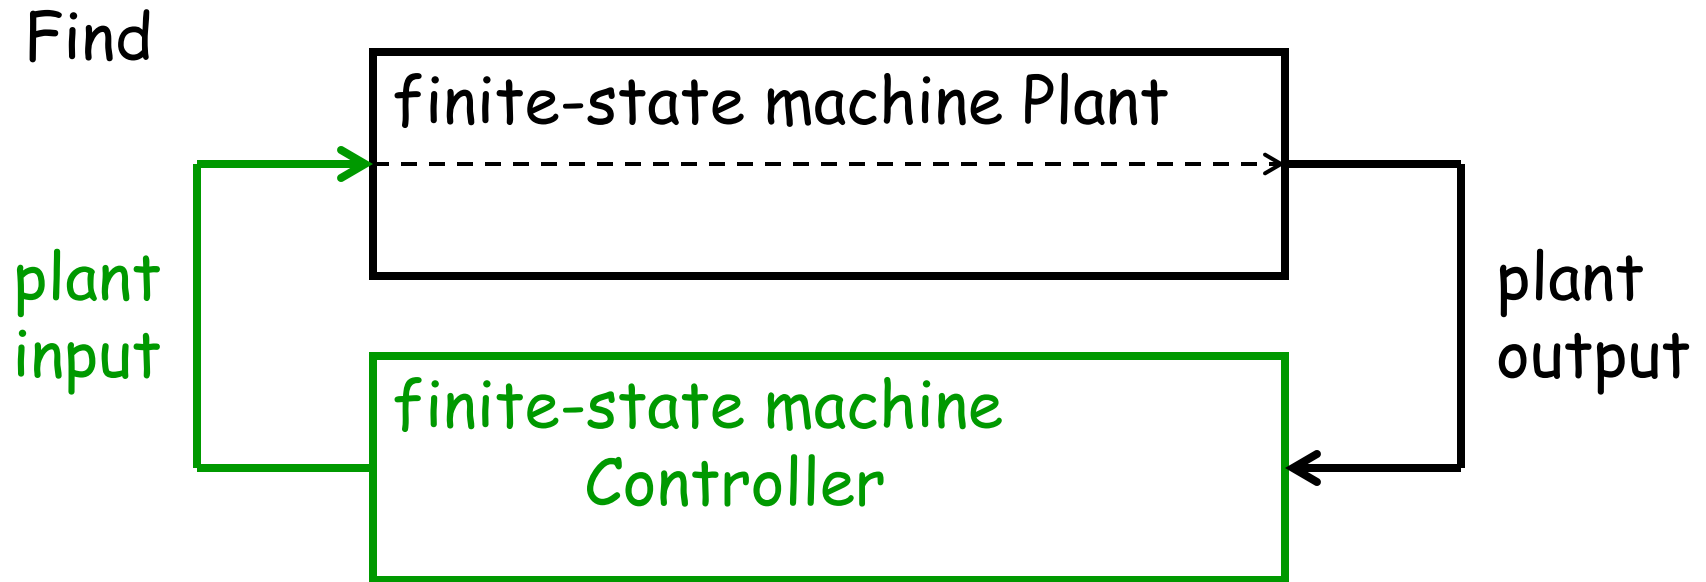 Find
finite-state machine Plant
plant
input
plant
output
finite-state machine
Controller